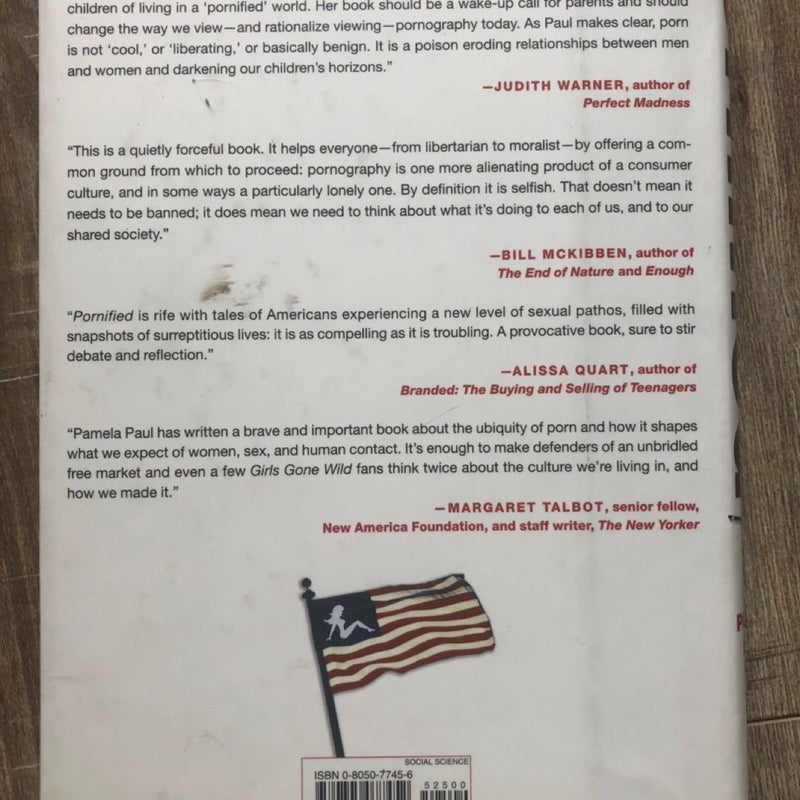 children of living in a ‘pornified’ world. Her book should be a wake-up call for parents and should
change the way we view—and rationalize viewing—pornography today. As Paul makes clear, porn
is not ‘cool,’ or ‘liberating,’ or basically benign. It is a poison eroding relationships between men
and women and darkening our children’s horizons.”
—JUDITH WARNER, author of
Perfect Madness
“This is a quietly forceful book. It helps everyone—from libertarian to moralist—by offering a com-
mon ground from which to proceed: pornography is one more alienating product of a consumer
culture, and in some ways a particularly lonely one. By definition it is selfish. That doesn’t mean it
needs to be banned; it does mean we need to think about what it’s doing to each of us, and to our
shared society.”
—BILL MCKIBBEN, author of
The End of Nature and Enough
“Pornified is rife with tales of Americans experiencing a new level of sexual pathos, filled with
snapshots of surreptitious lives: it is as compelling as it is troubling. A provocative book, sure to stir
debate and reflection.”
—ALISSA QUART, author of
Branded: The Buying and Selling of Teenagers
“Pamela Paul has written a brave and important book about the ubiquity of porn and how it shapes
what we expect of women, sex, and human contact. It’s enough to make defenders of an unbridled
free market and even a few Girls Gone Wild fans think twice about the culture we’re living in, and
how we made it.”
—MARGARET TALBOT, senior fellow,
New America Foundation, and staff writer, The New Yorker
SOCIAL SCIENCE
ISBN 0-8050-7745-6
52500